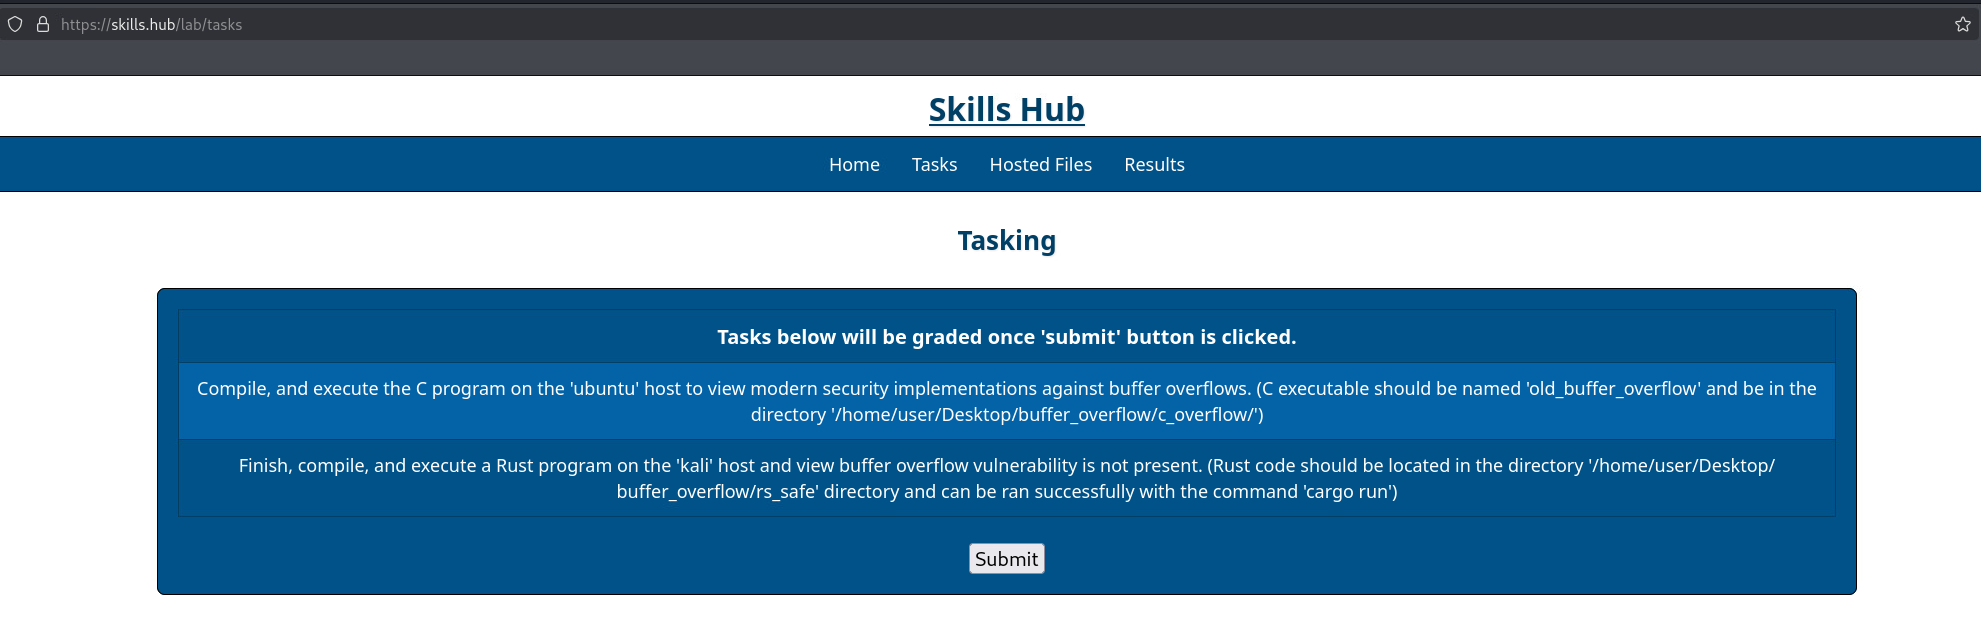 https://skills.hub/lab/tasks
Skills Hub
Home Tasks Hosted Files Results
Tasking
Tasks below will be graded once 'submit' button is clicked.
Compile, and execute the C program on the 'ubuntu' host to view modern security implementations against buffer overflows. (C executable should be named 'old_buffer_overflow' and be in the
directory '/home/user/Desktop/buffer_overflow/c_overflow/')
Finish, compile, and execute a Rust program on the 'kali' host and view buffer overflow vulnerability is not present. (Rust code should be located in the directory '/home/user/Desktop/
buffer_overflow/rs_safe' directory and can be ran successfully with the command 'cargo run')
Submit